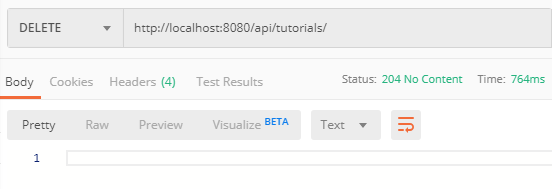 DELETE http://localhost:8080/api/tutorials/
Body Cookies Headers (4) Test Results Status: 204 No Content Time: 764ms
Pretty Raw Preview Visualize BETA Text
1